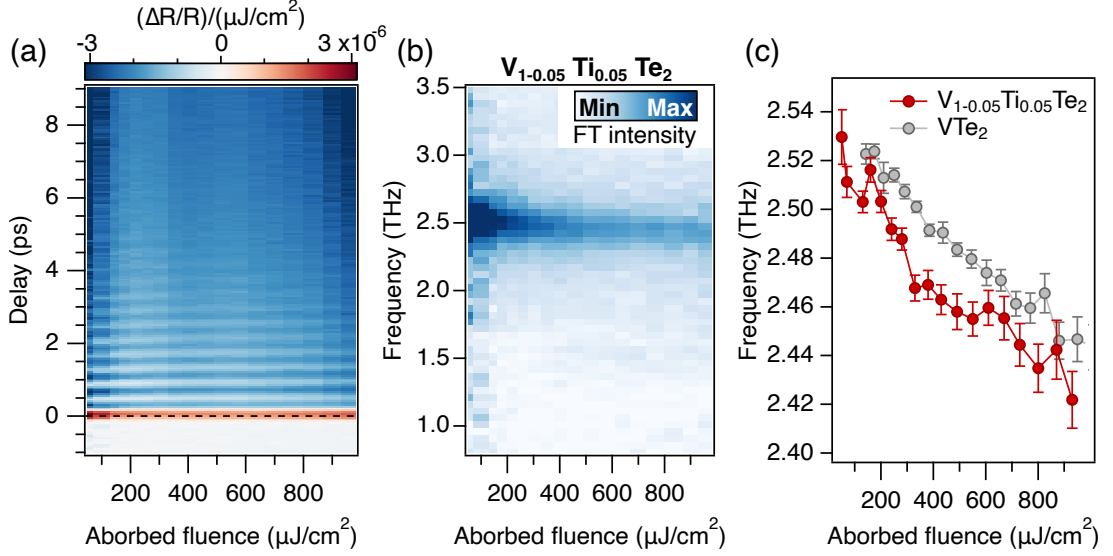 (a)
(ΔR/R)/(μJ/cm²)
-3 0 3 x10⁻⁶
Delay (ps)
8
6
4
2
0
200 400 600 800
Aborbed fluence (μJ/cm²)
(b)
V₁₋₀.₀₅ Ti₀.₀₅ Te₂
Min Max
FT intensity
Frequency (THz)
3.5
3.0
2.5
2.0
1.5
1.0
200 400 600 800
Aborbed fluence (μJ/cm²)
(c)
V₁₋₀.₀₅Ti₀.₀₅Te₂
VTe₂
Frequency (THz)
2.54
2.52
2.50
2.48
2.46
2.44
2.42
2.40
200 400 600 800
Aborbed fluence (μJ/cm²)